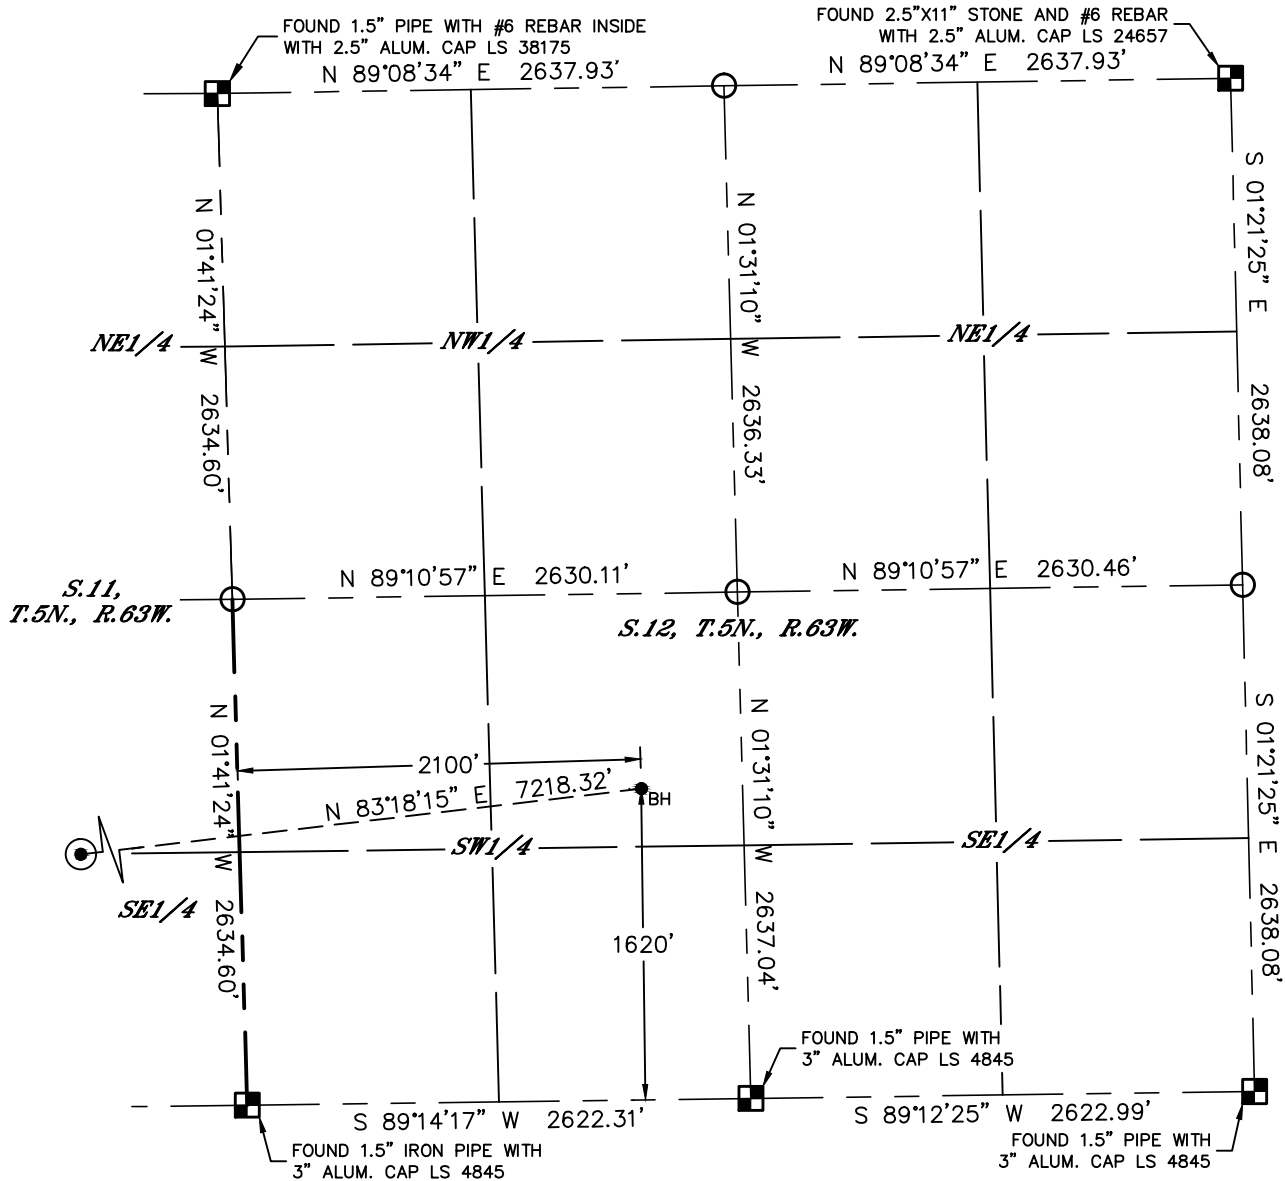 FOUND 1.5" PIPE WITH #6 REBAR INSIDE
WITH 2.5" ALUM. CAP LS 38175
FOUND 2.5"X11" STONE AND #6 REBAR
WITH 2.5" ALUM. CAP LS 24657
N 89°08'34" E 2637.93'
N 89°08'34" E 2637.93'
N 01°41'24" W 2634.60'
N 01°31'10" W 2636.33'
S 01°21'25" E 2638.08'
NE1/4
NW1/4
NE1/4
N 89°10'57" E 2630.11'
N 89°10'57" E 2630.46'
S.11,
T.5N., R.63W.
S.12, T.5N., R.63W.
N 01°41'24" W 2634.60'
N 01°31'10" W 2637.04'
S 01°21'25" E 2638.08'
2100'
N 83°18'15" E 7218.32'
BH
SW1/4
SE1/4
SE1/4
1620'
FOUND 1.5" PIPE WITH
3" ALUM. CAP LS 4845
S 89°14'17" W 2622.31'
S 89°12'25" W 2622.99'
FOUND 1.5" IRON PIPE WITH
3" ALUM. CAP LS 4845
FOUND 1.5" PIPE WITH
3" ALUM. CAP LS 4845